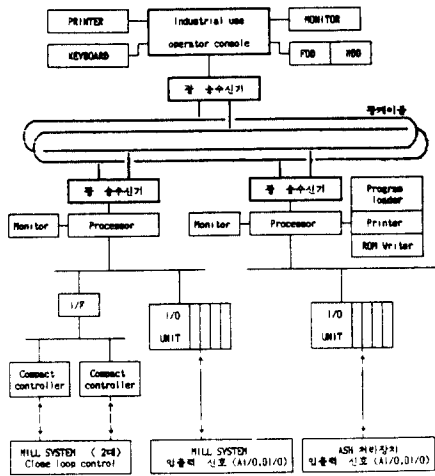 PRINTER
Industrial use
operator console
MONITOR
KEYBOARD
FDD HDD
광 송수신기
광케이블
광 송수신기
광 송수신기
Program
loader
Monitor
Processor
Monitor
Processor
Printer
ROM Writer
I/F
I/O
UNIT
I/O
UNIT
Compact
controller
Compact
controller
MILL SYSTEM ( 2대)
Close loop control
MILL SYSTEM
입출력 신호 (AI/O.DI/O)
ASH 처리장치
입출력 신호 (AI/O.DI/O)